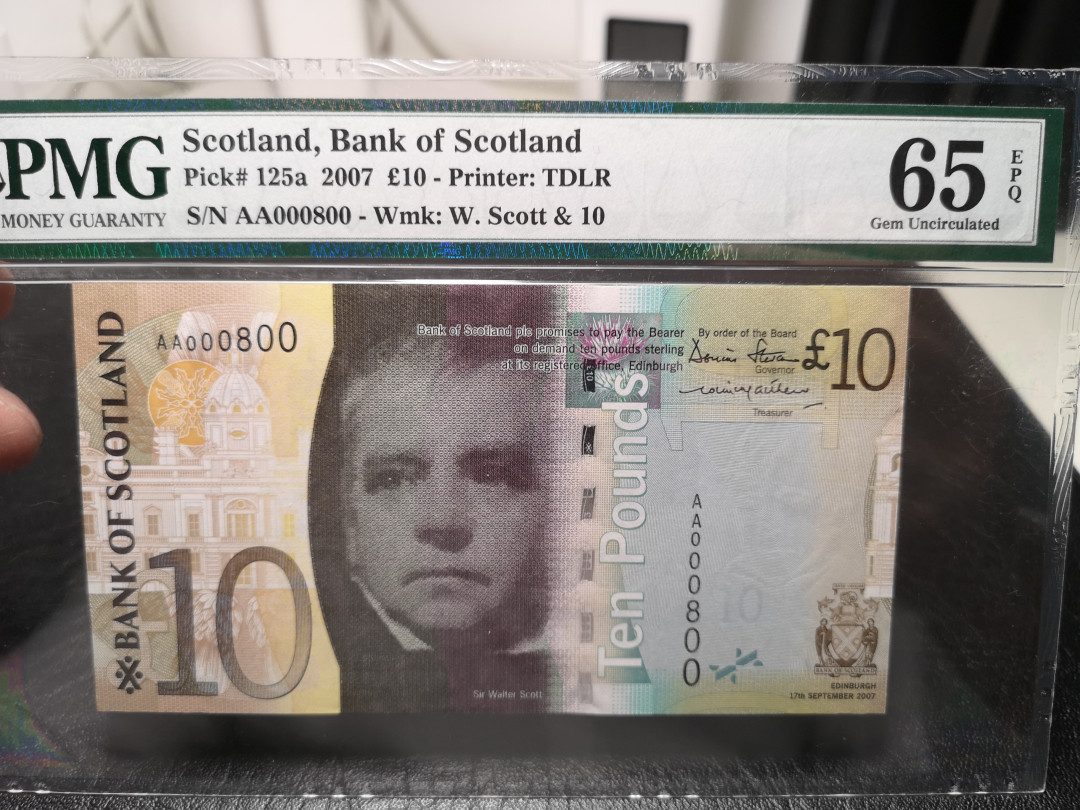 PMG
MONEY GUARANTY
Scotland, Bank of Scotland
Pick# 125a 2007 £10 - Printer: TDLR
S/N AA000800 - Wmk: W. Scott & 10
65
EPQ
Gem Uncirculated
BANK OF SCOTLAND
AA000800
10
Sir Walter Scott
Bank of Scotland plc promises to pay the Bearer
on demand ten pounds sterling
at its registered office, Edinburgh
By order of the Board
Governor
Treasurer
£10
Ten Pounds
AA000800
10
BANK OF SCOTLAND
EDINBURGH
17th SEPTEMBER 2007